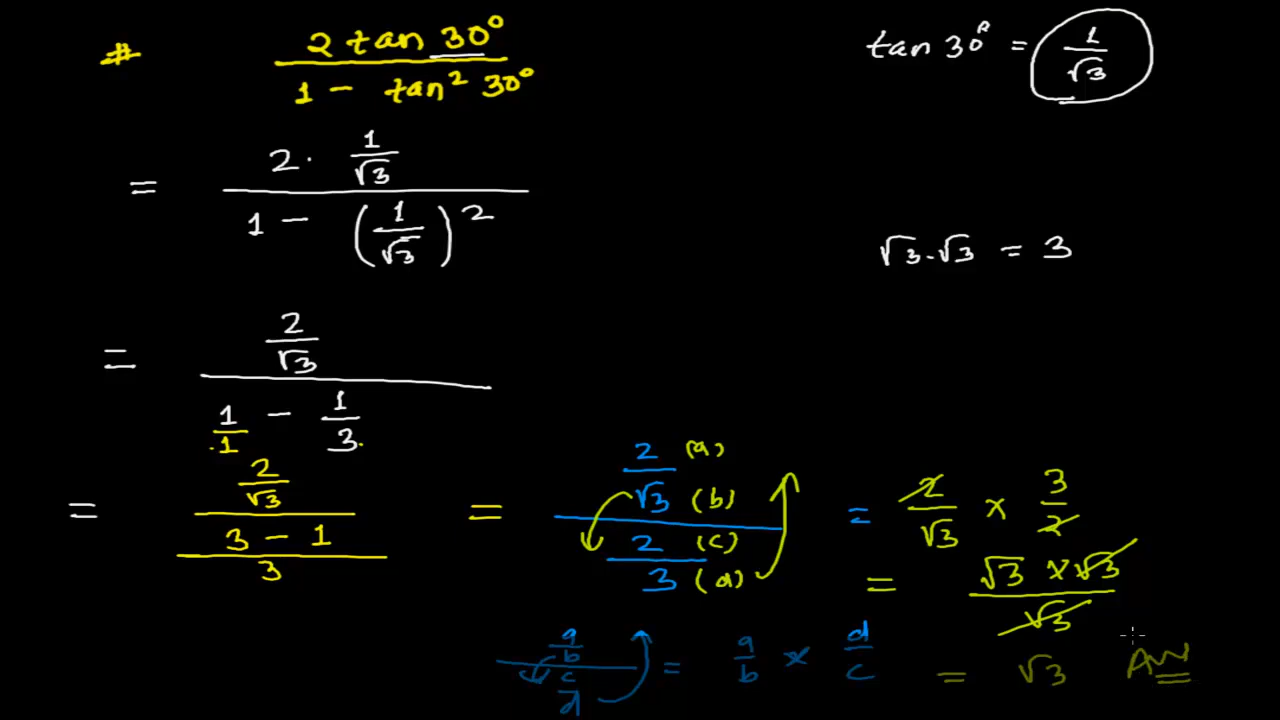 # 2 tan 30° / 1 - tan² 30°
tan 30° = 1/√3
= 2 · 1/√3 / 1 - (1/√3)²
√3 . √3 = 3
= 2/√3 / 1/1 - 1/3
= 2/√3 / 3 - 1/3 = 2 (a) / √3 (b) / 2 (c) / 3 (d) = 2/√3 × 3/2
= √3 × √3 / √3
a/b / c/d = a/b × d/c
= √3 Ans